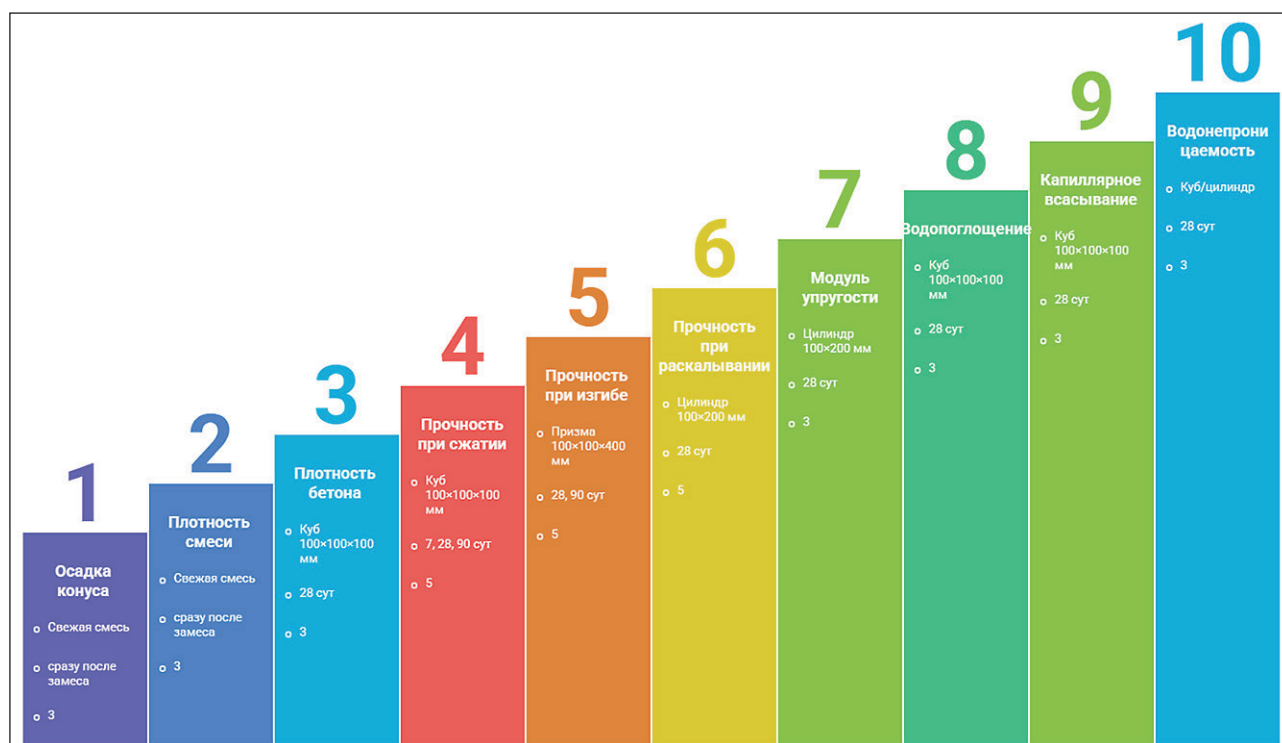 1
Осадка
конуса
Свежая смесь
сразу после
замеса
3
2
Плотность
смеси
Свежая смесь
сразу после
замеса
3
3
Плотность
бетона
Куб
100×100×100
мм
28 сут
3
4
Прочность
при сжатии
Куб
100×100×100
мм
7, 28, 90 сут
5
5
Прочность
при изгибе
Призма
100×100×400
мм
28, 90 сут
5
6
Прочность
при
раскалывании
Цилиндр
100×200 мм
28 сут
5
7
Модуль
упругости
Цилиндр
100×200 мм
28 сут
3
8
Водопоглощение
Куб
100×100×100
мм
28 сут
3
9
Капиллярное
всасывание
Куб
100×100×100
мм
28 сут
3
10
Водонепрони
цаемость
Куб/цилиндр
28 сут
3